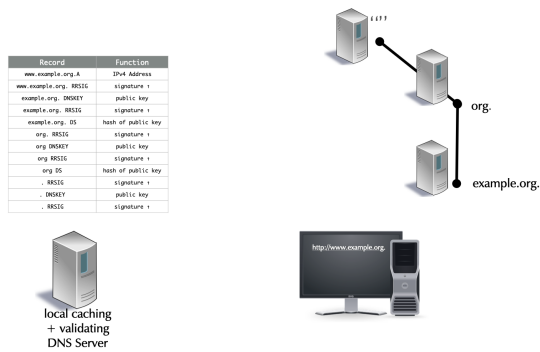 Record Function
www.example.org.A IPv4 Address
www.example.org. RRSIG signature ↑
example.org. DNSKEY public key
example.org. RRSIG signature ↑
example.org. DS hash of public key
org. RRSIG signature ↑
org DNSKEY public key
org RRSIG signature ↑
org DS hash of public key
. RRSIG signature ↑
. DNSKEY public key
. RRSIG signature ↑
“.”
org.
example.org.
http://www.example.org.
local caching
+ validating
DNS Server